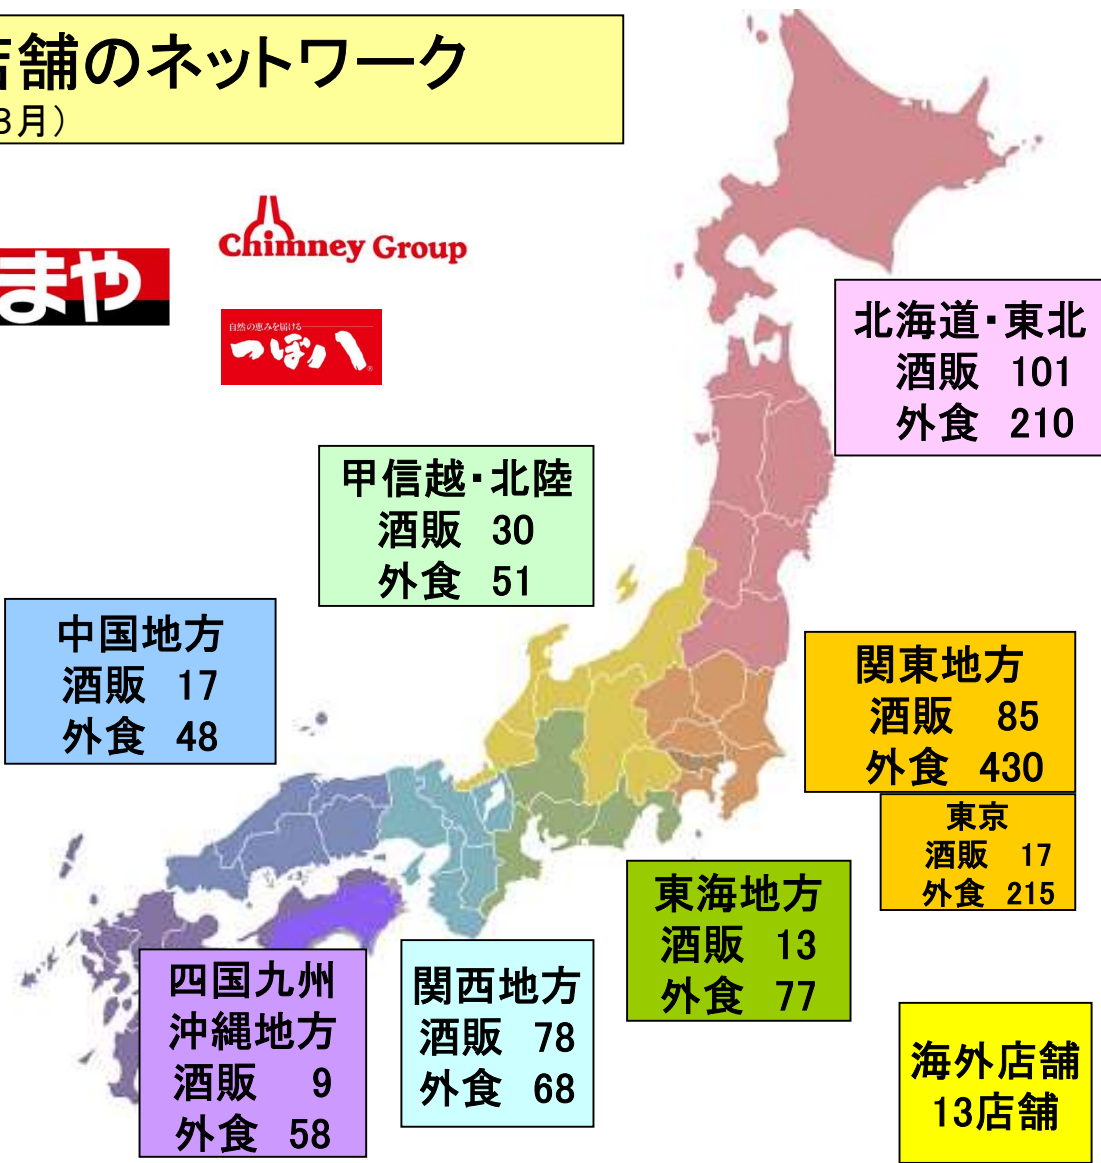 店舗のネットワーク
3月）
まや
Chimney Group
自然の恵みを届ける
つぼ八
北海道・東北
酒販 101
外食 210
甲信越・北陸
酒販 30
外食 51
中国地方
酒販 17
外食 48
関東地方
酒販 85
外食 430
東京
酒販 17
外食 215
東海地方
酒販 13
外食 77
四国九州
沖縄地方
酒販 9
外食 58
関西地方
酒販 78
外食 68
海外店舗
13店舗